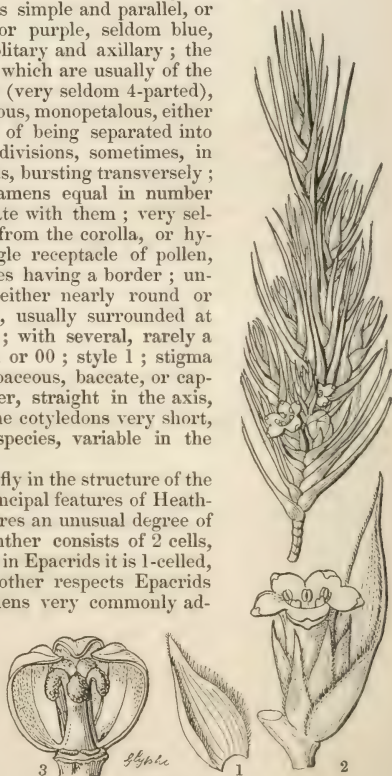 s simple and parallel, or
or purple, seldom blue,
olitary and axillary ; the
which are usually of the
(very seldom 4-parted),
ous, monopetalous, either
of being separated into
divisions, sometimes, in
s, bursting transversely ;
amens equal in number
te with them ; very sel-
from the corolla, or hy-
gle receptacle of pollen,
es having a border ; un-
either nearly round or
, usually surrounded at
; with several, rarely a
or 00 ; style 1 ; stigma
paceous, baccate, or cap-
er, straight in the axis,
ne cotyledons very short,
species, variable in the
fly in the structure of the
ncipal features of Heath-
res an unusual degree of
nther consists of 2 cells,
in Epacrids it is 1-celled,
other respects Epacrids
ens very commonly ad-
3 1 2